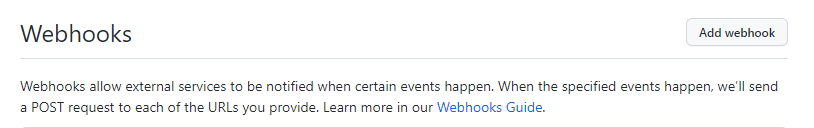 Webhooks
Add webhook
Webhooks allow external services to be notified when certain events happen. When the specified events happen, we’ll send
a POST request to each of the URLs you provide. Learn more in our Webhooks Guide.